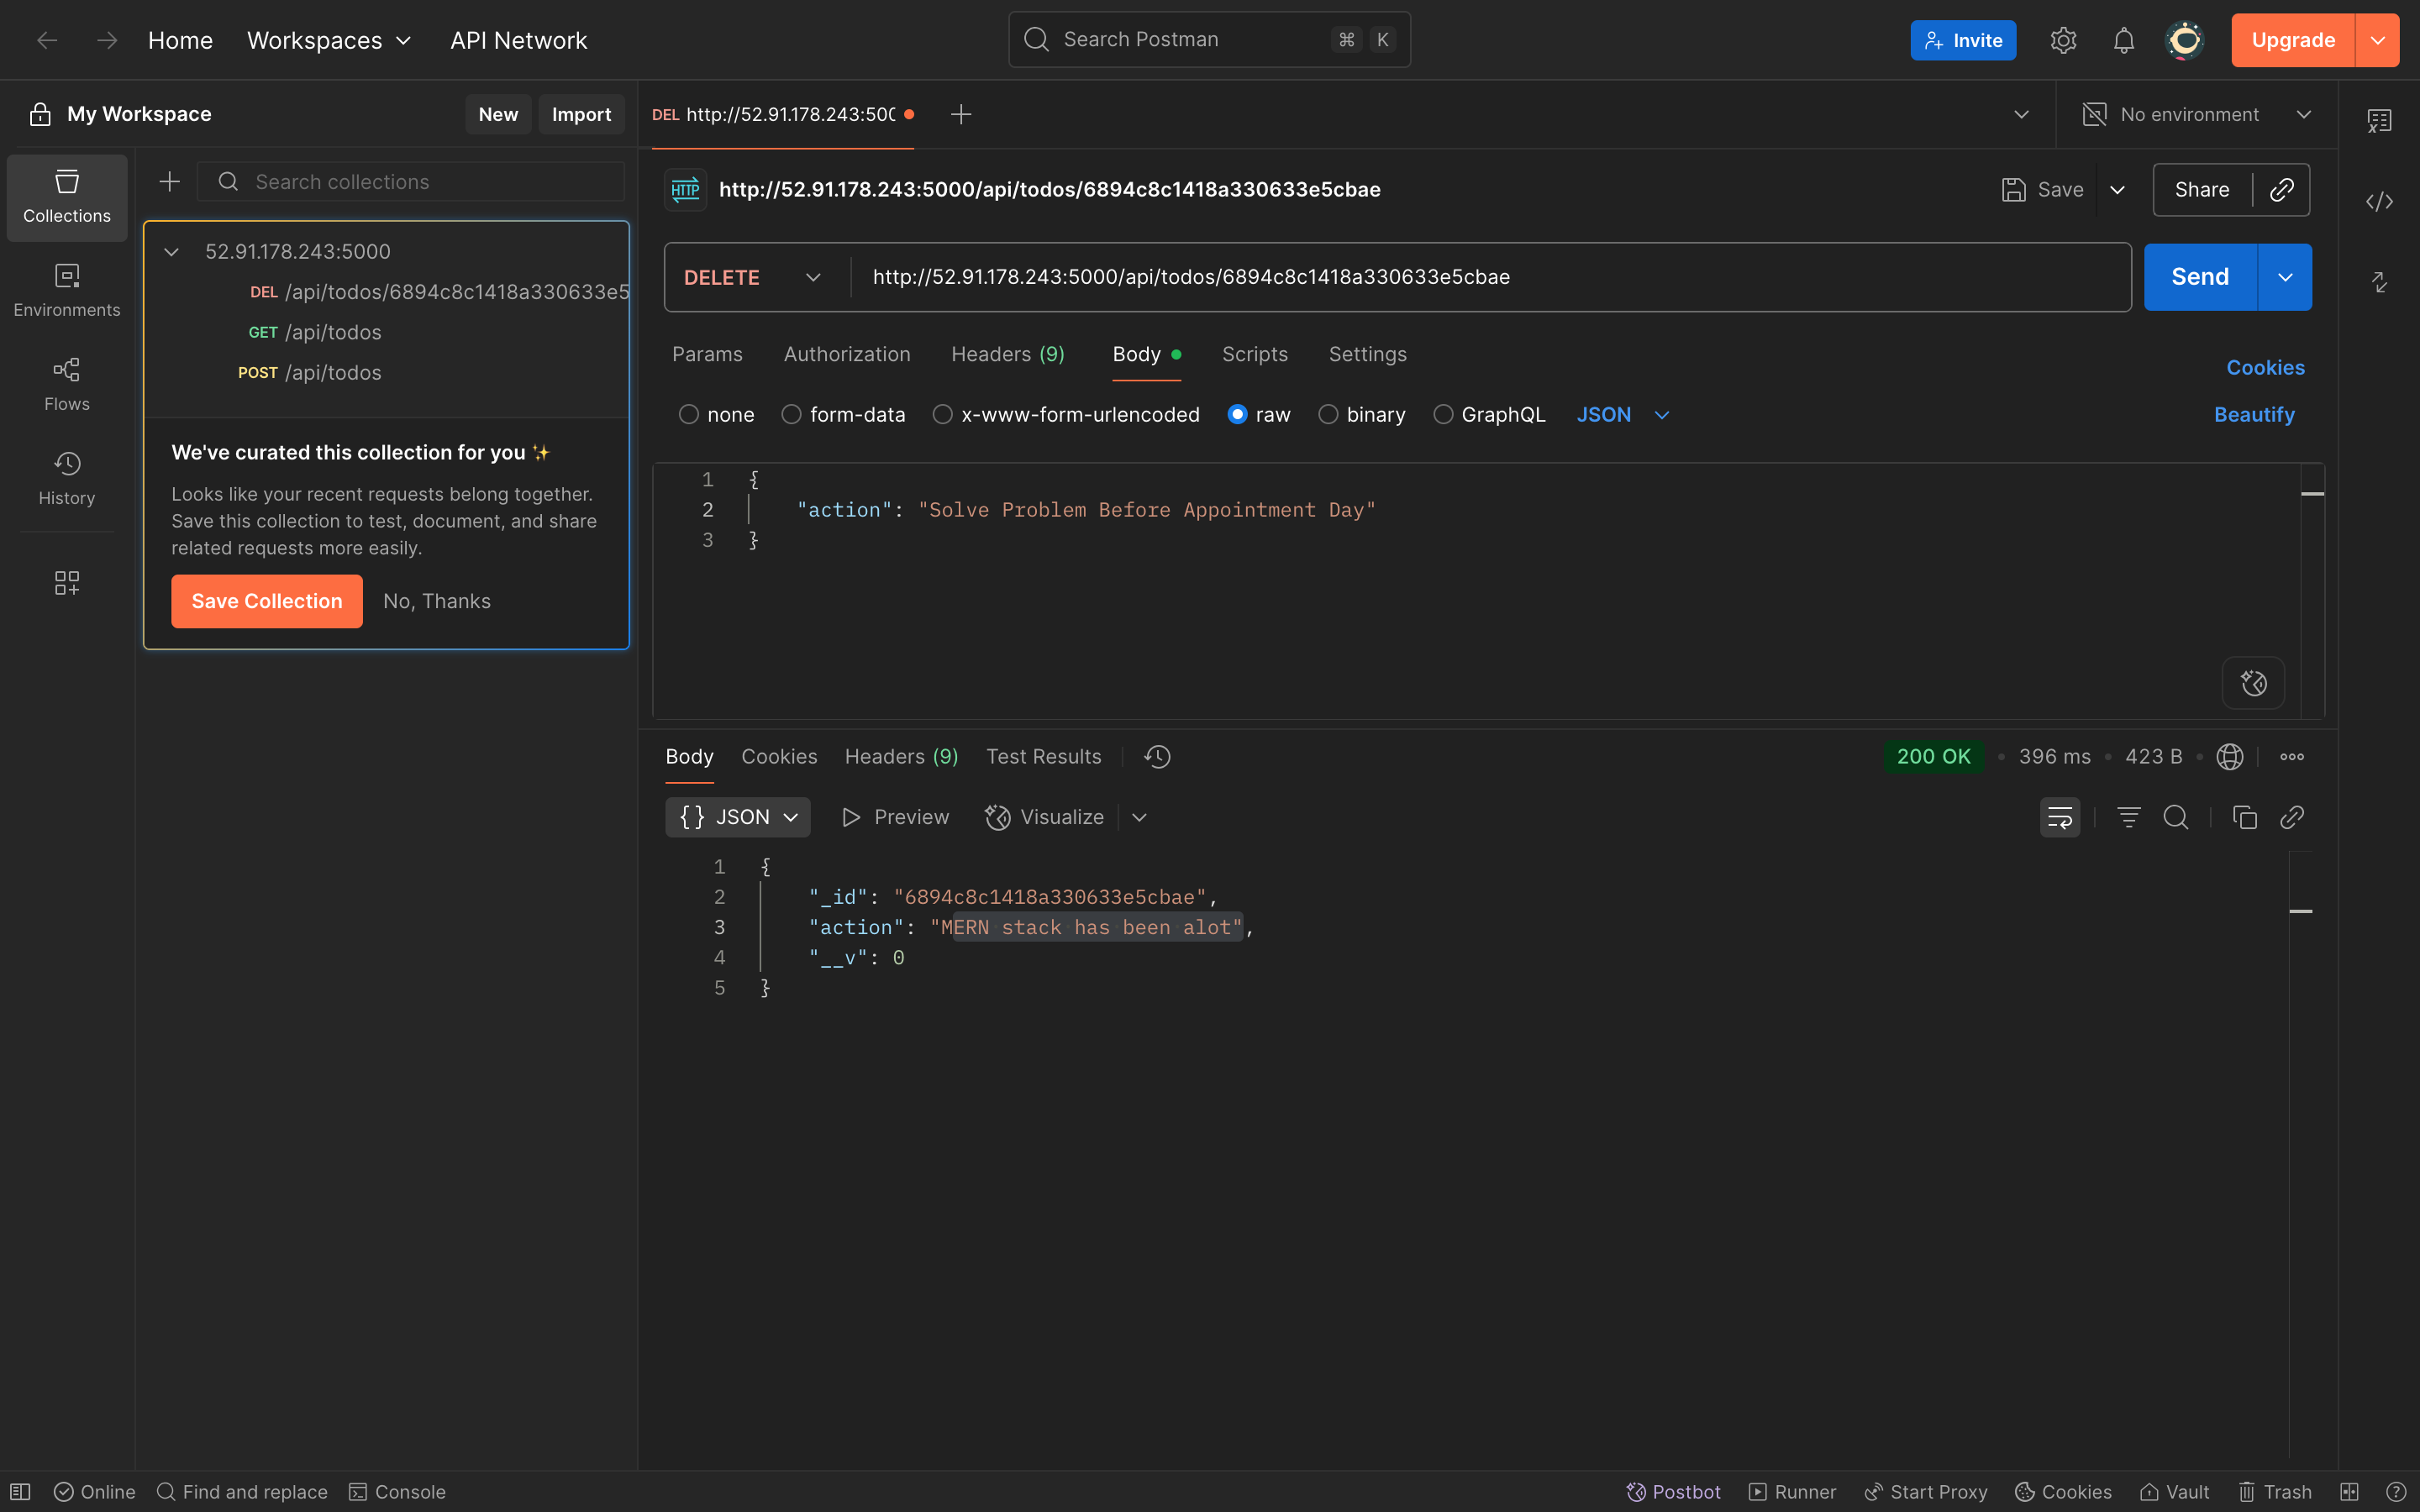 Home Workspaces API Network Search Postman ⌘ K Invite Upgrade
My Workspace New Import DEL http://52.91.178.243:500 No environment
Search collections
Collections
Environments
Flows
History
52.91.178.243:5000
DEL /api/todos/6894c8c1418a330633e5
GET /api/todos
POST /api/todos
We've curated this collection for you ✨
Looks like your recent requests belong together.
Save this collection to test, document, and share
related requests more easily.
Save Collection No, Thanks
HTTP http://52.91.178.243:5000/api/todos/6894c8c1418a330633e5cbae Save Share
DELETE http://52.91.178.243:5000/api/todos/6894c8c1418a330633e5cbae Send
Params Authorization Headers (9) Body Scripts Settings Cookies
none form-data x-www-form-urlencoded raw binary GraphQL JSON Beautify
1 {
2 "action": "Solve Problem Before Appointment Day"
3 }
Body Cookies Headers (9) Test Results 200 OK 396 ms 423 B
{} JSON Preview Visualize
1 {
2 "_id": "6894c8c1418a330633e5cbae",
3 "action": "MERN stack has been alot",
4 "__v": 0
5 }
Online Find and replace Console Postbot Runner Start Proxy Cookies Vault Trash